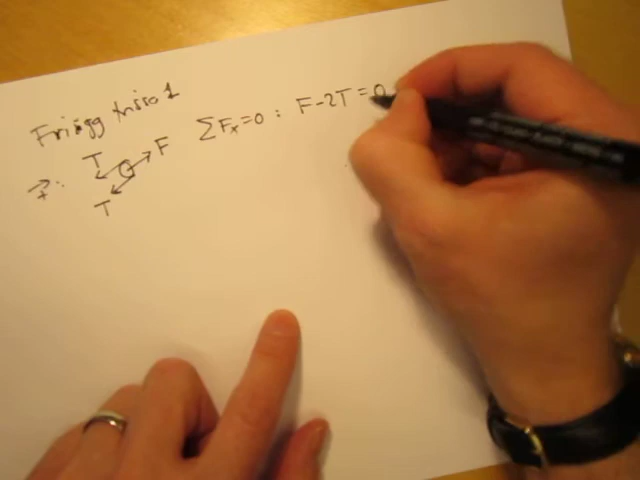 Frilägg trissa 1
ΣFx=0 : F-2T=0
T F
→+ :
T